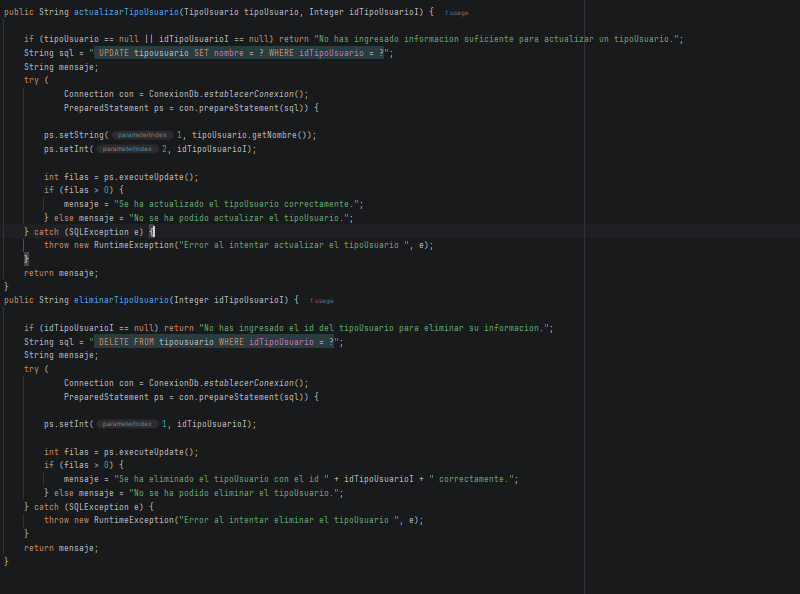 public String actualizarTipoUsuario(TipoUsuario tipoUsuario, Integer idTipoUsuarioI) { 1 usage
if (tipoUsuario == null || idTipoUsuarioI == null) return "No has ingresado informacion suficiente para actualizar un tipoUsuario.";
String sql = " UPDATE tipousuario SET nombre = ? WHERE idTipoUsuario = ?";
String mensaje;
try (
Connection con = ConexionDb.establecerConexion();
PreparedStatement ps = con.prepareStatement(sql)) {
ps.setString( parameterIndex: 1, tipoUsuario.getNombre());
ps.setInt( parameterIndex: 2, idTipoUsuarioI);
int filas = ps.executeUpdate();
if (filas > 0) {
mensaje = "Se ha actualizado el tipoUsuario correctamente.";
} else mensaje = "No se ha podido actualizar el tipoUsuario.";
} catch (SQLException e) {
throw new RuntimeException("Error al intentar actualizar el tipoUsuario ", e);
}
return mensaje;
}
public String eliminarTipoUsuario(Integer idTipoUsuarioI) { 1 usage
if (idTipoUsuarioI == null) return "No has ingresado el id del tipoUsuario para eliminar su informacion.";
String sql = " DELETE FROM tipousuario WHERE idTipoUsuario = ?";
String mensaje;
try (
Connection con = ConexionDb.establecerConexion();
PreparedStatement ps = con.prepareStatement(sql)) {
ps.setInt( parameterIndex: 1, idTipoUsuarioI);
int filas = ps.executeUpdate();
if (filas > 0) {
mensaje = "Se ha eliminado el tipoUsuario con el id " + idTipoUsuarioI + " correctamente.";
} else mensaje = "No se ha podido eliminar el tipoUsuario.";
} catch (SQLException e) {
throw new RuntimeException("Error al intentar eliminar el tipoUsuario ", e);
}
return mensaje;
}